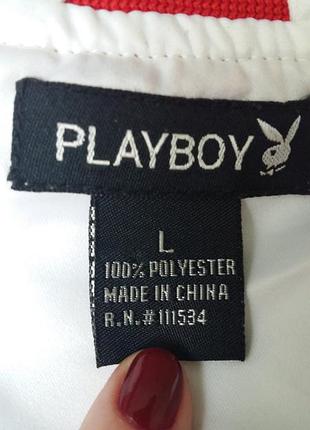 PLAYBOY
L
100% POLYESTER
MADE IN CHINA
R.N.#111534